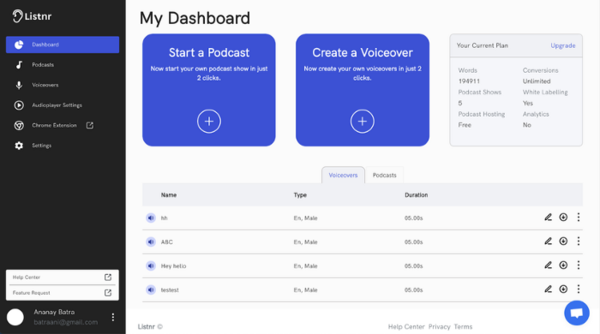 Listnr
Dashboard
Podcasts
Voiceovers
Audioplayer Settings
Chrome Extension
Settings
Help Center
Feature Request
Ananay Batra
batraani@gmail.com
My Dashboard
Start a Podcast
Now start your own podcast show in just
2 clicks.
Create a Voiceover
Now create your own voiceovers in just 2
clicks.
Your Current Plan Upgrade
Words Conversions
194911 Unlimited
Podcast Shows White Labelling
5 Yes
Podcast Hosting Analytics
Free No
Voiceovers Podcasts
Name Type Duration
hh En, Male 05.00s
ABC En, Male 05.00s
Hey hello En, Male 05.00s
testest En, Male 05.00s
Listnr © Help Center Privacy Terms